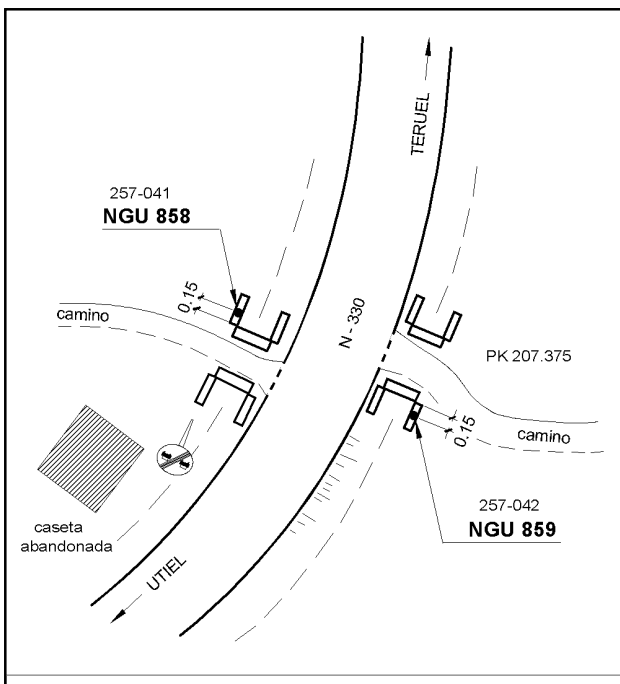 TERUEL
257-041
NGU 858
0.15
camino
N - 330
PK 207.375
camino
0.15
257-042
NGU 859
caseta
abandonada
UTIEL